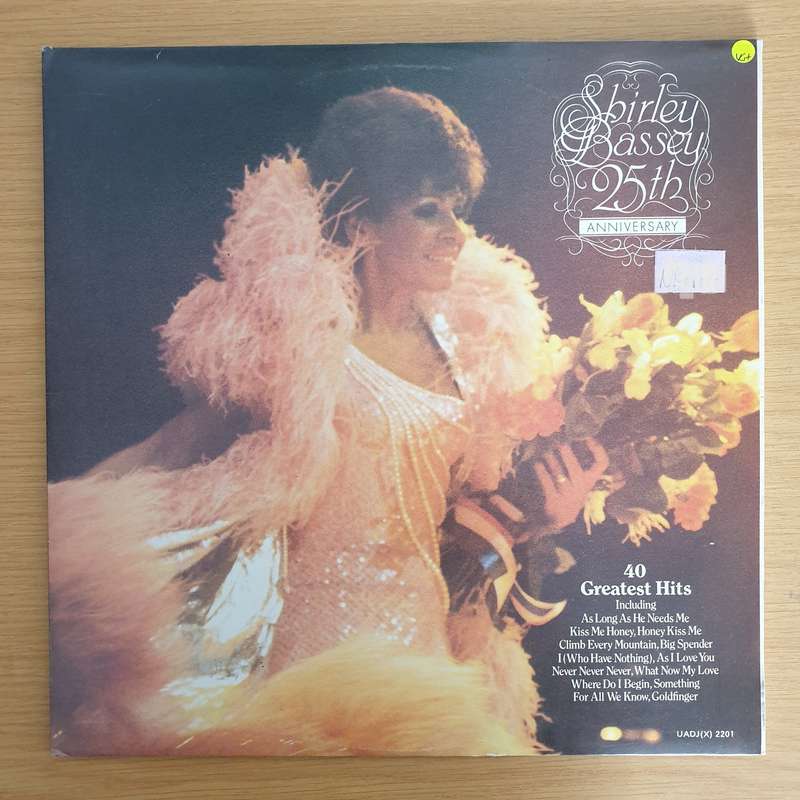 VG+
Shirley
Bassey
25th
ANNIVERSARY
40
Greatest Hits
Including
As Long As He Needs Me
Kiss Me Honey, Honey Kiss Me
Climb Every Mountain, Big Spender
I (Who Have Nothing), As I Love You
Never Never Never, What Now My Love
Where Do I Begin, Something
For All We Know, Goldfinger
UADJ(X) 2201